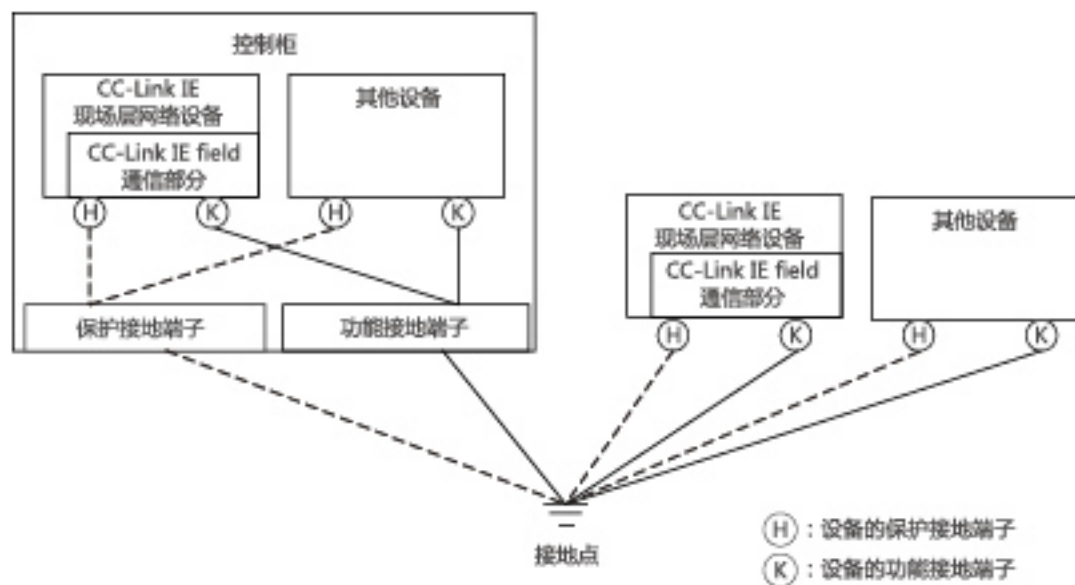 控制柜
CC-Link IE
现场层网络设备
CC-Link IE field
通信部分
其他设备
H
K
H
K
保护接地端子
功能接地端子
CC-Link IE
现场层网络设备
CC-Link IE field
通信部分
其他设备
H
K
H
K
接地点
H：设备的保护接地端子
K：设备的功能接地端子